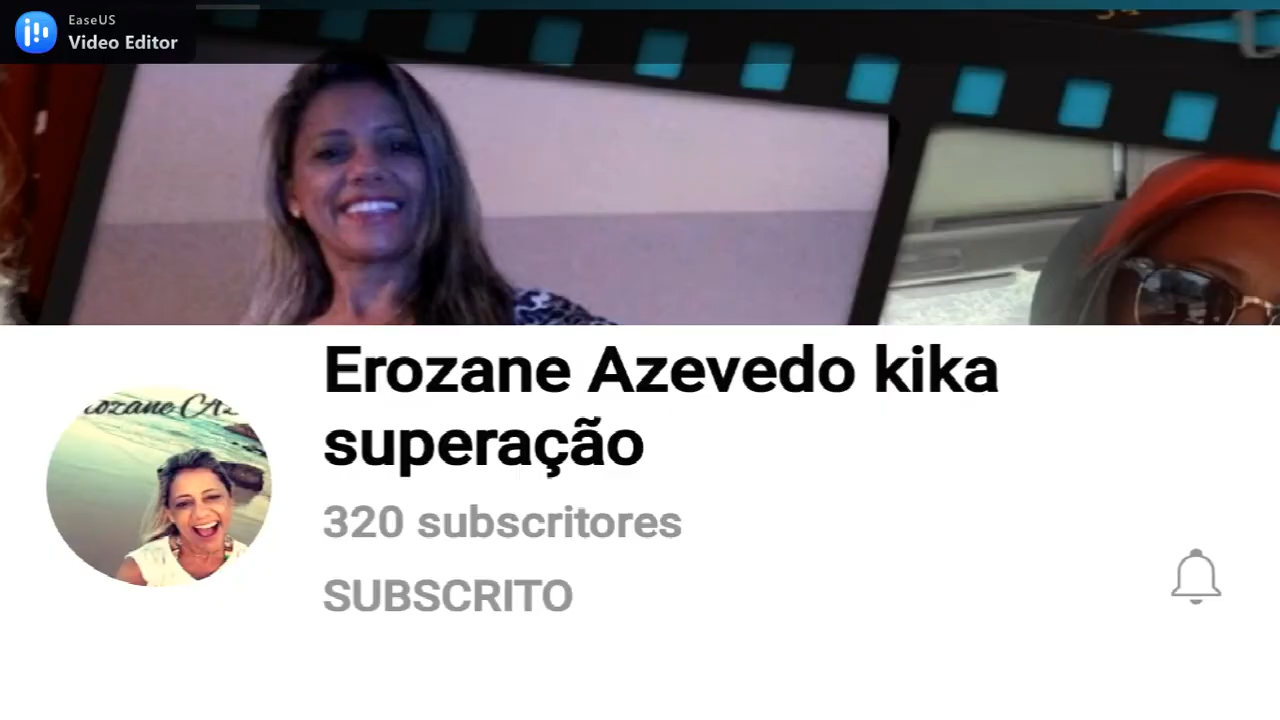 EaseUS
Video Editor
Erozane Azevedo kika
superação
320 subscritores
SUBSCRITO